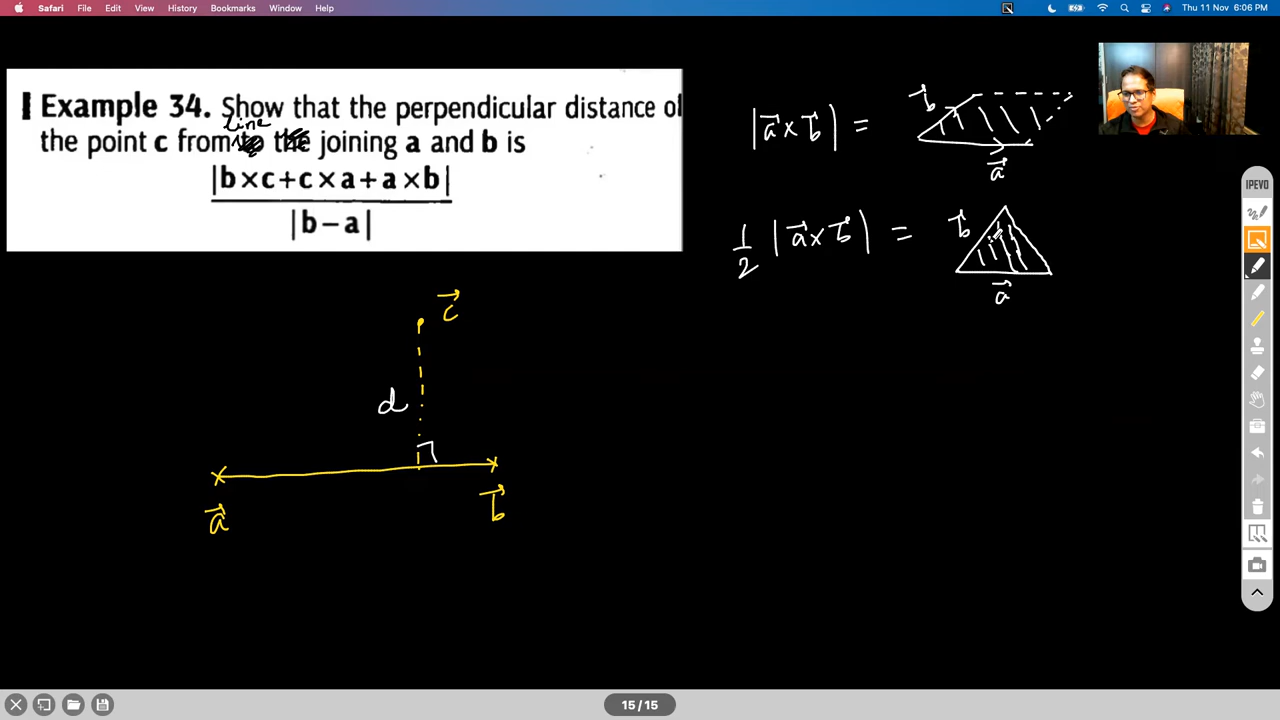 Safari File Edit View History Bookmarks Window Help Thu 11 Nov 6:06 PM
Example 34. Show that the perpendicular distance of
line
the point c from the joining a and b is
|b×c+c×a+a×b|
|b−a|
|a⃗×b⃗| =
b⃗
a⃗
1/2 |a⃗×b⃗| =
b⃗
a⃗
c⃗
d
a⃗
b⃗
IPEVO
15/15